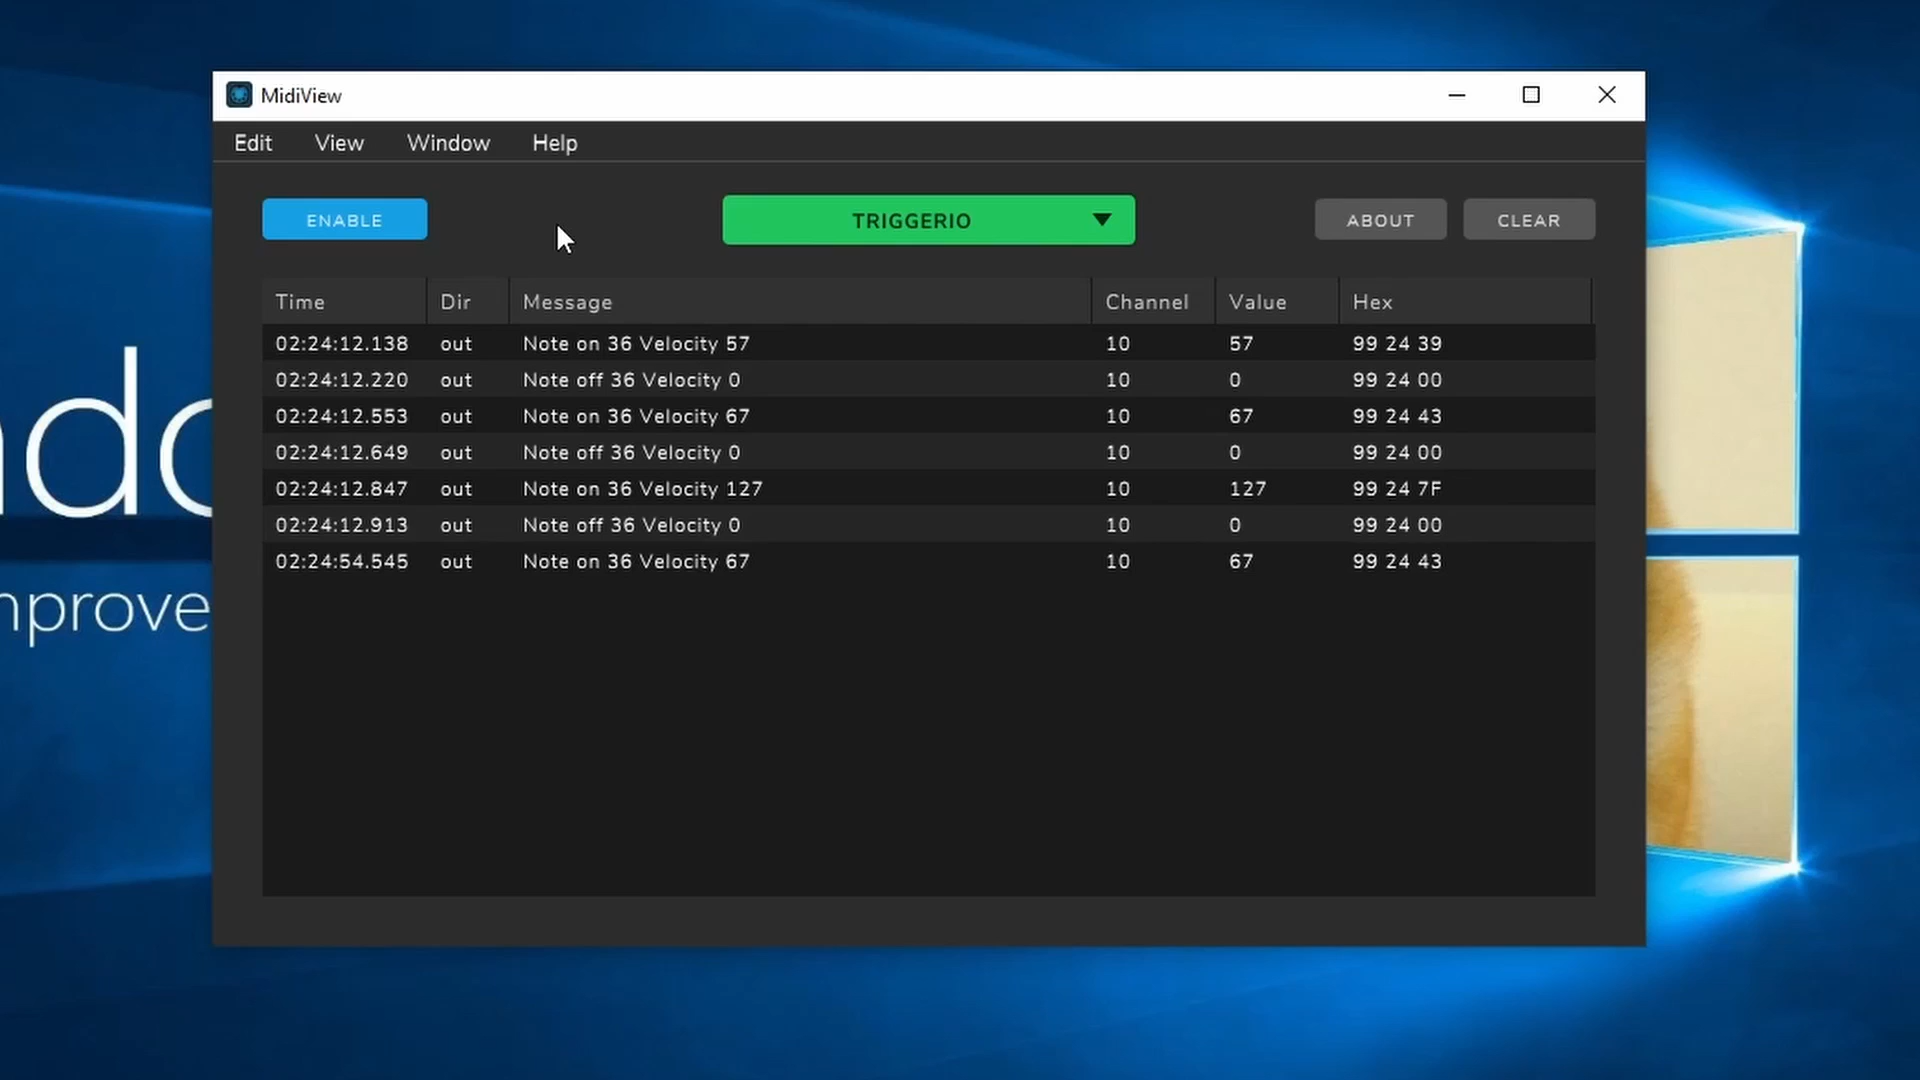 MidiView
Edit View Window Help
ENABLE TRIGGERIO ABOUT CLEAR
Time Dir Message Channel Value Hex
02:24:12.138 out Note on 36 Velocity 57 10 57 99 24 39
02:24:12.220 out Note off 36 Velocity 0 10 0 99 24 00
02:24:12.553 out Note on 36 Velocity 67 10 67 99 24 43
02:24:12.649 out Note off 36 Velocity 0 10 0 99 24 00
02:24:12.847 out Note on 36 Velocity 127 10 127 99 24 7F
02:24:12.913 out Note off 36 Velocity 0 10 0 99 24 00
02:24:54.545 out Note on 36 Velocity 67 10 67 99 24 43